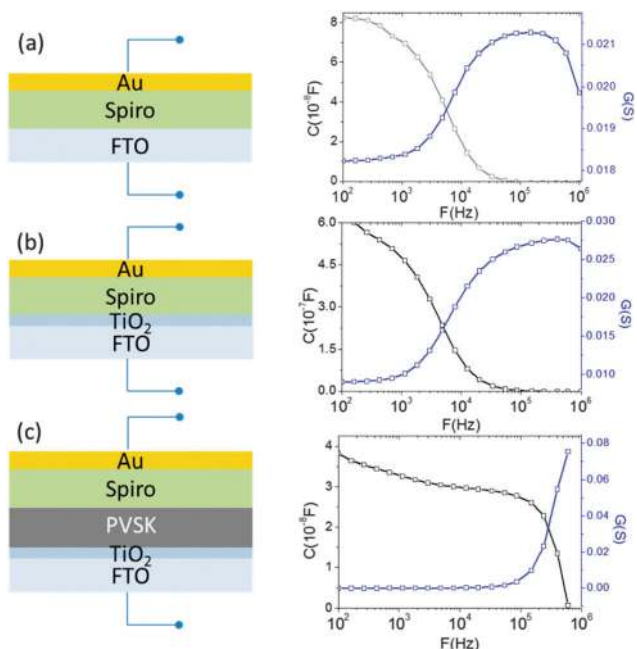 (a)
Au
Spiro
FTO
C(10⁻⁸F)
8
6
4
2
0
0.021
0.020
0.019
0.018
G(S)
10² 10³ 10⁴ 10⁵ 10⁶
F(Hz)
(b)
Au
Spiro
TiO₂
FTO
C(10⁻⁷F)
6.0
4.5
3.0
1.5
0.0
0.030
0.025
0.020
0.015
0.010
G(S)
10² 10³ 10⁴ 10⁵ 10⁶
F(Hz)
(c)
Au
Spiro
PVSK
TiO₂
FTO
C(10⁻⁸F)
4
3
2
1
0
0.08
0.06
0.04
0.02
0.00
G(S)
10² 10³ 10⁴ 10⁵ 10⁶
F(Hz)